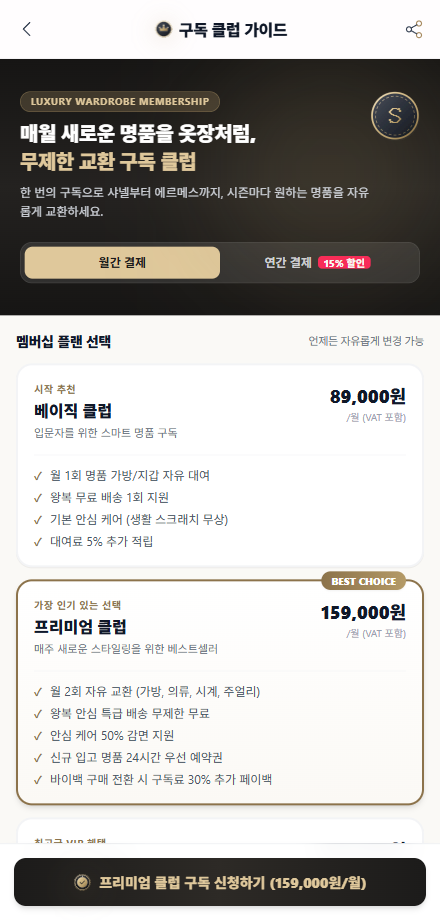 구독 클럽 가이드
LUXURY WARDROBE MEMBERSHIP
S
매월 새로운 명품을 옷장처럼,
무제한 교환 구독 클럽
한 번의 구독으로 샤넬부터 에르메스까지, 시즌마다 원하는 명품을 자유
롭게 교환하세요.
월간 결제
연간 결제 15% 할인
멤버십 플랜 선택
언제든 자유롭게 변경 가능
시작 추천
베이직 클럽
입문자를 위한 스마트 명품 구독
89,000원
/월 (VAT 포함)
✓ 월 1회 명품 가방/지갑 자유 대여
✓ 왕복 무료 배송 1회 지원
✓ 기본 안심 케어 (생활 스크래치 무상)
✓ 대여료 5% 추가 적립
BEST CHOICE
가장 인기 있는 선택
프리미엄 클럽
매주 새로운 스타일링을 위한 베스트셀러
159,000원
/월 (VAT 포함)
✓ 월 2회 자유 교환 (가방, 의류, 시계, 주얼리)
✓ 왕복 안심 특급 배송 무제한 무료
✓ 안심 케어 50% 감면 지원
✓ 신규 입고 명품 24시간 우선 예약권
✓ 바이백 구매 전환 시 구독료 30% 추가 페이백
프리미엄 클럽 구독 신청하기 (159,000원/월)